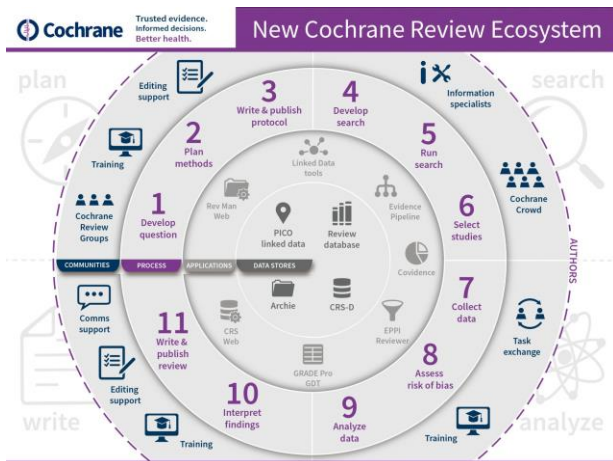 Cochrane
Trusted evidence.
Informed decisions.
Better health.
New Cochrane Review Ecosystem
plan
search
Editing
support
Training
Cochrane
Review
Groups
Information
specialists
Cochrane
Crowd
AUTHORS
1
Develop
question
2
Plan
methods
3
Write & publish
protocol
4
Develop
search
5
Run
search
6
Select
studies
Linked Data
tools
Rev Man
Web
Evidence
Pipeline
Covidence
PICO
linked data
Review
database
COMMUNITIES
PROCESS
APPLICATIONS
DATA STORES
Archie
CRS-D
CRS
Web
EPPI
Reviewer
GRADE Pro
GDT
7
Collect
data
8
Assess
risk of bias
9
Analyze
data
10
Interpret
findings
11
Write &
publish
review
Comms
support
Editing
support
Training
Task
exchange
Training
write
analyze